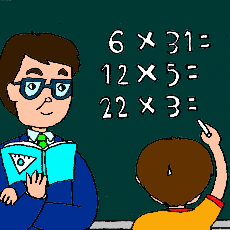 6 × 31=
12 × 5=
22 × 3=